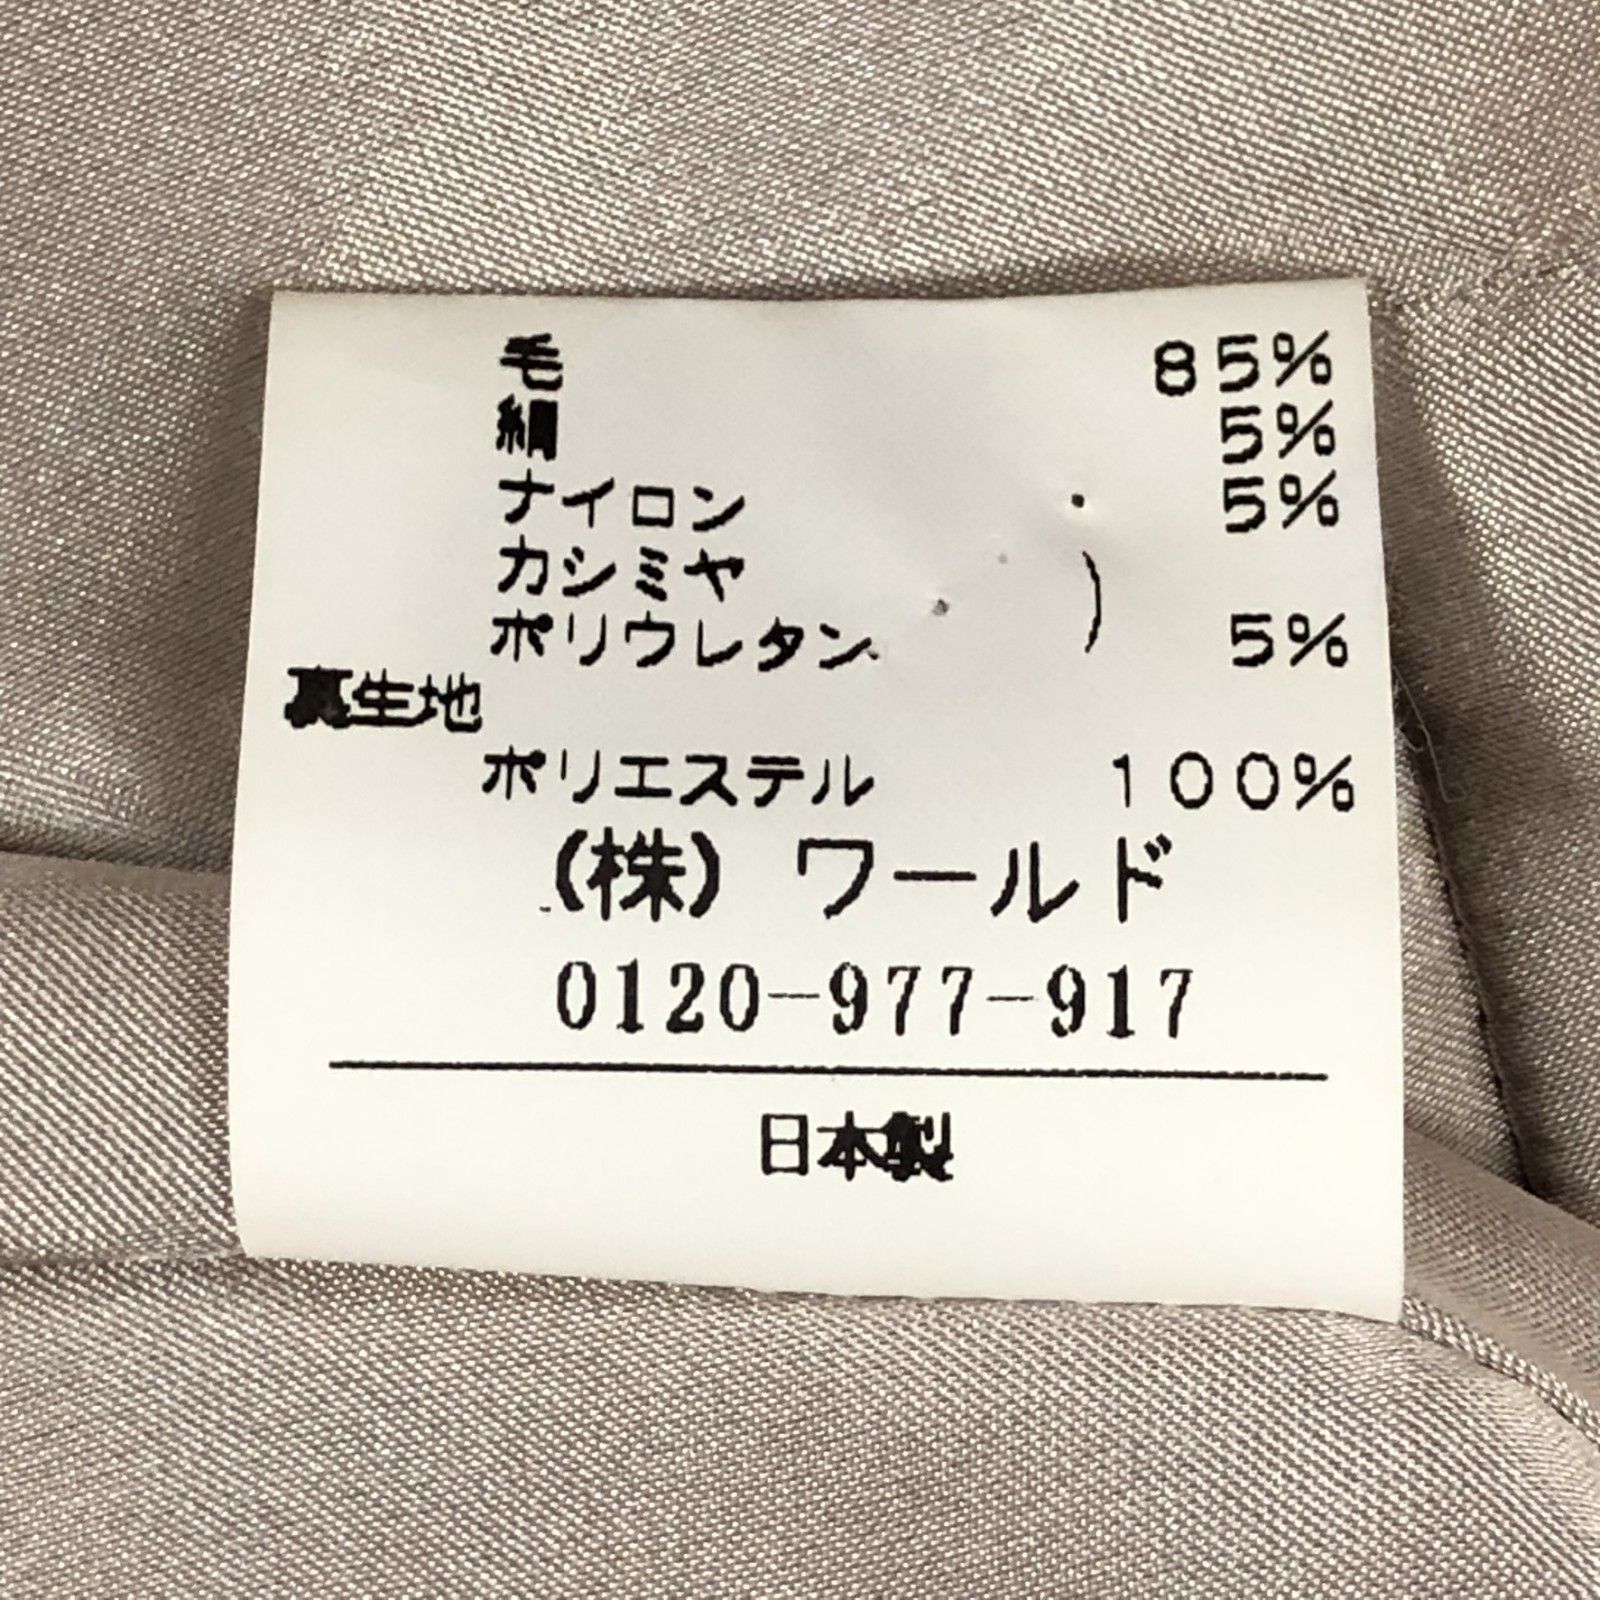 毛 85%
絹 5%
ナイロン 5%
カシミヤ )
ポリウレタン ) 5%
裏生地
ポリエステル 100%
(株) ワールド
0120-977-917
日本製